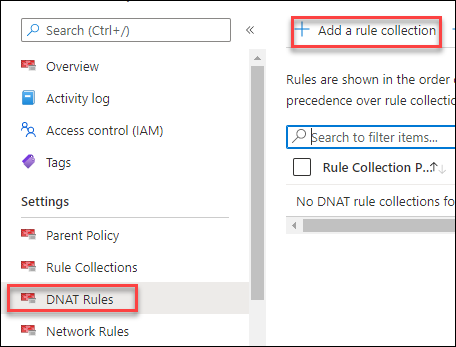 Search (Ctrl+/)
«
+ Add a rule collection
Overview
Activity log
Access control (IAM)
Tags
Settings
Parent Policy
Rule Collections
DNAT Rules
Network Rules
Rules are shown in the order
precedence over rule collectio
Search to filter items...
Rule Collection P...↑↓
No DNAT rule collections fo